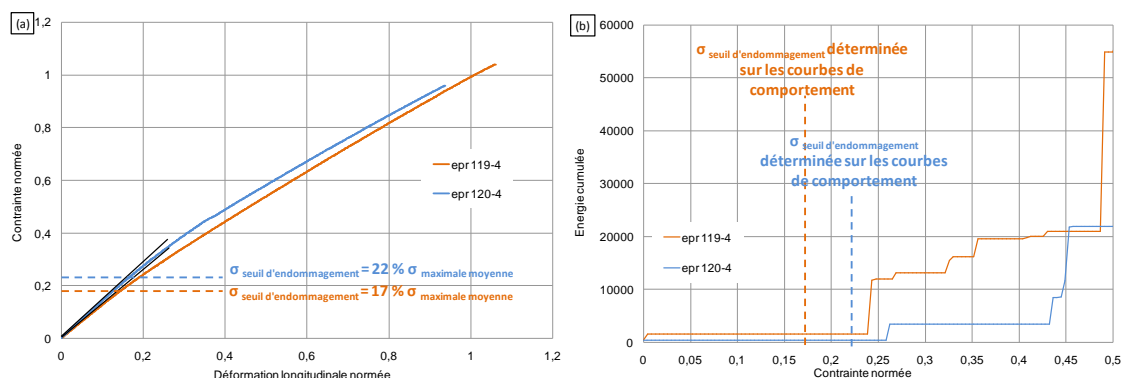 (a)
1,2
1
0,8
0,6
0,4
0,2
0
Contrainte normée
epr 119-4
epr 120-4
σ seuil d'endommagement = 22 % σ maximale moyenne
σ seuil d'endommagement = 17 % σ maximale moyenne
0 0,2 0,4 0,6 0,8 1 1,2
Déformation longitudinale normée
(b)
60000
50000
40000
30000
20000
10000
0
Energie cumulée
σ seuil d'endommagement déterminée
sur les courbes de
comportement
σ seuil d'endommagement
déterminée sur les courbes
de comportement
epr 119-4
epr 120-4
0 0,05 0,1 0,15 0,2 0,25 0,3 0,35 0,4 0,45 0,5
Contrainte normée